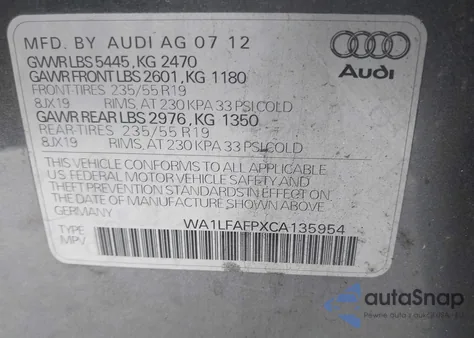 MFD. BY AUDI AG 07 12
GVWR LBS 5445, KG 2470
GAWR FRONT LBS 2601, KG 1180
FRONT-TIRES 235/55 R19
8JX19 RIMS, AT 230 KPA 33 PSI COLD
GAWR REAR LBS 2976, KG 1350
REAR-TIRES 235/55 R19
8JX19 RIMS, AT 230 KPA 33 PSI COLD
THIS VEHICLE CONFORMS TO ALL APPLICABLE
US FEDERAL MOTOR VEHICLE SAFETY AND
THEFT PREVENTION STANDARDS IN EFFECT ON
THE DATE OF MANUFACTURE SHOWN ABOVE.
GERMANY
TYPE WA1LFAFPXCA135954
MPV
Audi
autaSnap
Pewne auta z